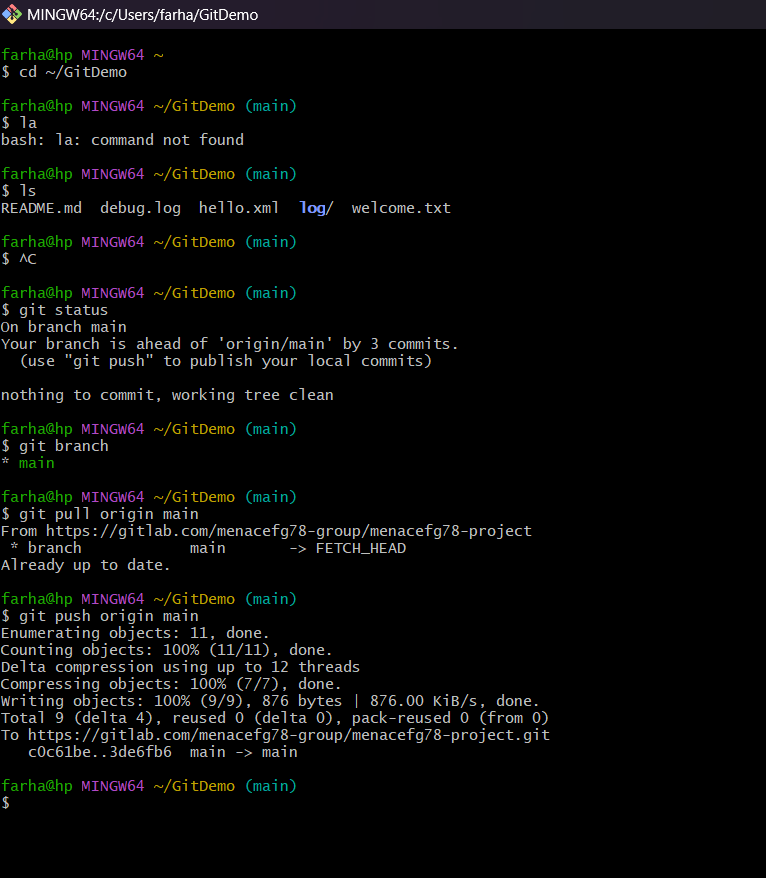 MINGW64:/c/Users/farha/GitDemo
farha@hp MINGW64 ~
$ cd ~/GitDemo
farha@hp MINGW64 ~/GitDemo (main)
$ la
bash: la: command not found
farha@hp MINGW64 ~/GitDemo (main)
$ ls
README.md  debug.log  hello.xml  log/  welcome.txt
farha@hp MINGW64 ~/GitDemo (main)
$ ^C
farha@hp MINGW64 ~/GitDemo (main)
$ git status
On branch main
Your branch is ahead of 'origin/main' by 3 commits.
  (use "git push" to publish your local commits)
nothing to commit, working tree clean
farha@hp MINGW64 ~/GitDemo (main)
$ git branch
* main
farha@hp MINGW64 ~/GitDemo (main)
$ git pull origin main
From https://gitlab.com/menacefg78-group/menacefg78-project
 * branch            main       -> FETCH_HEAD
Already up to date.
farha@hp MINGW64 ~/GitDemo (main)
$ git push origin main
Enumerating objects: 11, done.
Counting objects: 100% (11/11), done.
Delta compression using up to 12 threads
Compressing objects: 100% (7/7), done.
Writing objects: 100% (9/9), 876 bytes | 876.00 KiB/s, done.
Total 9 (delta 4), reused 0 (delta 0), pack-reused 0 (from 0)
To https://gitlab.com/menacefg78-group/menacefg78-project.git
   c0c61be..3de6fb6  main -> main
farha@hp MINGW64 ~/GitDemo (main)
$